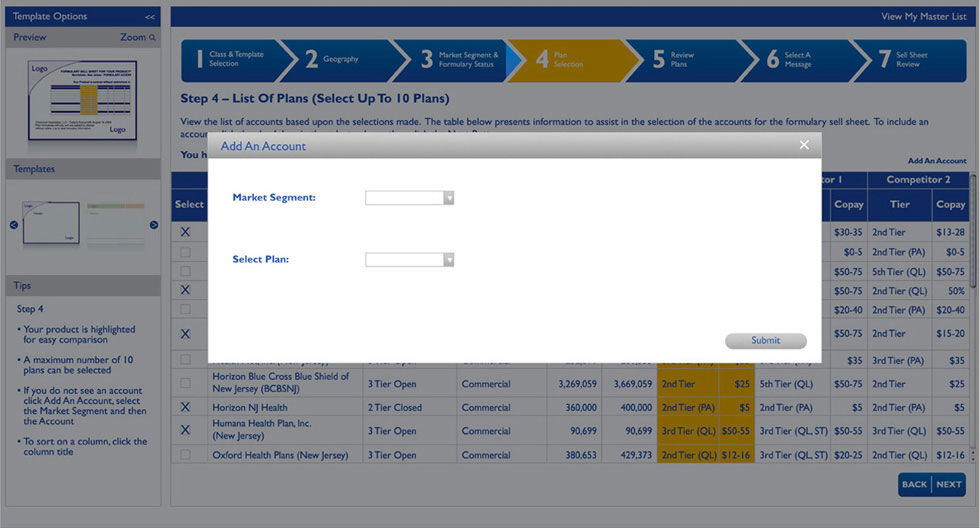 Template Options <<
Preview Zoom
Logo
FORMULARY SELL SHEET FOR YOUR PRODUCT
Logo
Templates
Logo
Logo
Tips
Step 4
• Your product is highlighted
for easy comparison
• A maximum number of 10
plans can be selected
• If you do not see an account
click Add An Account, select
the Market Segment and then
the Account
• To sort on a column, click the
column title
View My Master List
1 Class & Template
Selection
2 Geography
3 Market Segment &
Formulary Status
4 Plan
Selection
5 Review
Plans
6 Select A
Message
7 Sell Sheet
Review
Step 4 – List Of Plans (Select Up To 10 Plans)
View the list of accounts based upon the selections made. The table below presents information to assist in the selection of the accounts for the formulary sell sheet. To include an
You h
Add An Account
Add An Account
Market Segment:
Select Plan:
Submit
tor 1 Competitor 2
Select Copay Tier Copay
X $30-35 2nd Tier $13-28
$0-5 2nd Tier (PA) $0-5
$50-75 5th Tier (QL) $50-75
X $50-75 2nd Tier (QL) 50%
$20-40 2nd Tier (PA) $20-40
X $50-75 2nd Tier $15-20
$35 3rd Tier (PA) $35
Horizon Blue Cross Blue Shield of
New Jersey (BCBSNJ) 3 Tier Open Commercial 3,269,059 3,669,059 2nd Tier $25 5th Tier (QL) $50-75 2nd Tier $25
X Horizon NJ Health 2 Tier Closed Commercial 360,000 400,000 2nd Tier (PA) $5 2nd Tier (PA) $5 2nd Tier (PA) $5
X Humana Health Plan, Inc.
(New Jersey) 3 Tier Open Commercial 90,699 90,699 3rd Tier (QL) $50-55 3rd Tier (QL, ST) $50-55 3rd Tier (QL) $50-55
Oxford Health Plans (New Jersey) 3 Tier Open Commercial 380,653 429,373 2nd Tier (QL) $12-16 3rd Tier (QL, ST) $20-25 2nd Tier (QL) $12-16
BACK NEXT